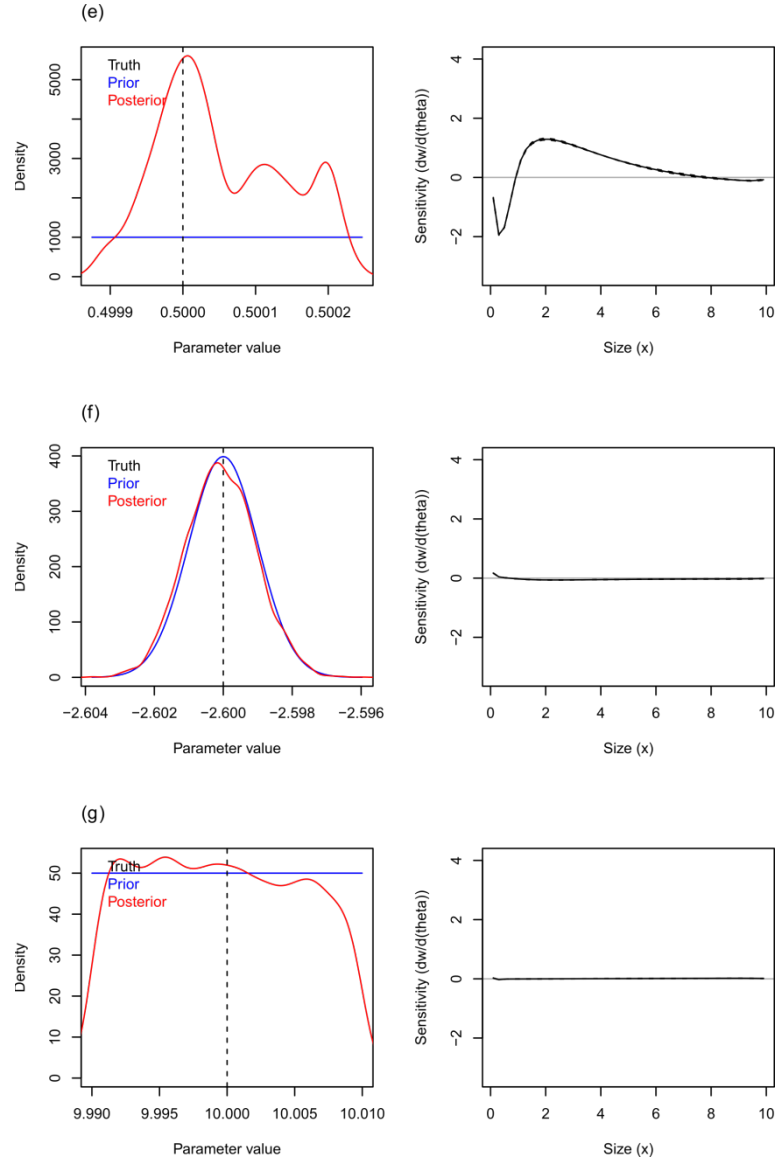 (e)
Truth
Prior
Posterior
Density
0
1000
3000
5000
0.4999
0.5000
0.5001
0.5002
Parameter value
Sensitivity (dw/d(theta))
−2
0
2
4
0
2
4
6
8
10
Size (x)
(f)
Truth
Prior
Posterior
Density
0
100
200
300
400
−2.604
−2.602
−2.600
−2.598
−2.596
Parameter value
Sensitivity (dw/d(theta))
−2
0
2
4
0
2
4
6
8
10
Size (x)
(g)
Truth
Prior
Posterior
Density
0
10
20
30
40
50
9.990
9.995
10.000
10.005
10.010
Parameter value
Sensitivity (dw/d(theta))
−2
0
2
4
0
2
4
6
8
10
Size (x)